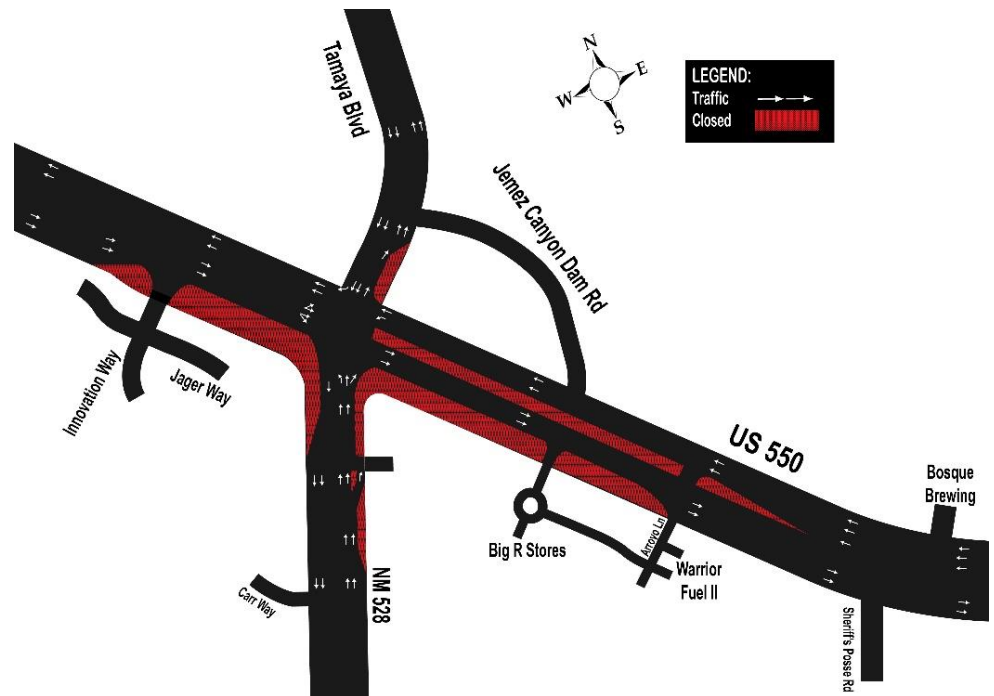 Tamaya Blvd
N
E
W
S
LEGEND:
Traffic
Closed
Jemez Canyon Dam Rd
Innovation Way
Jager Way
US 550
Bosque
Brewing
Big R Stores
Arroyo Ln
Warrior
Fuel II
NM 528
Carr Way
Sheriff's Posse Rd